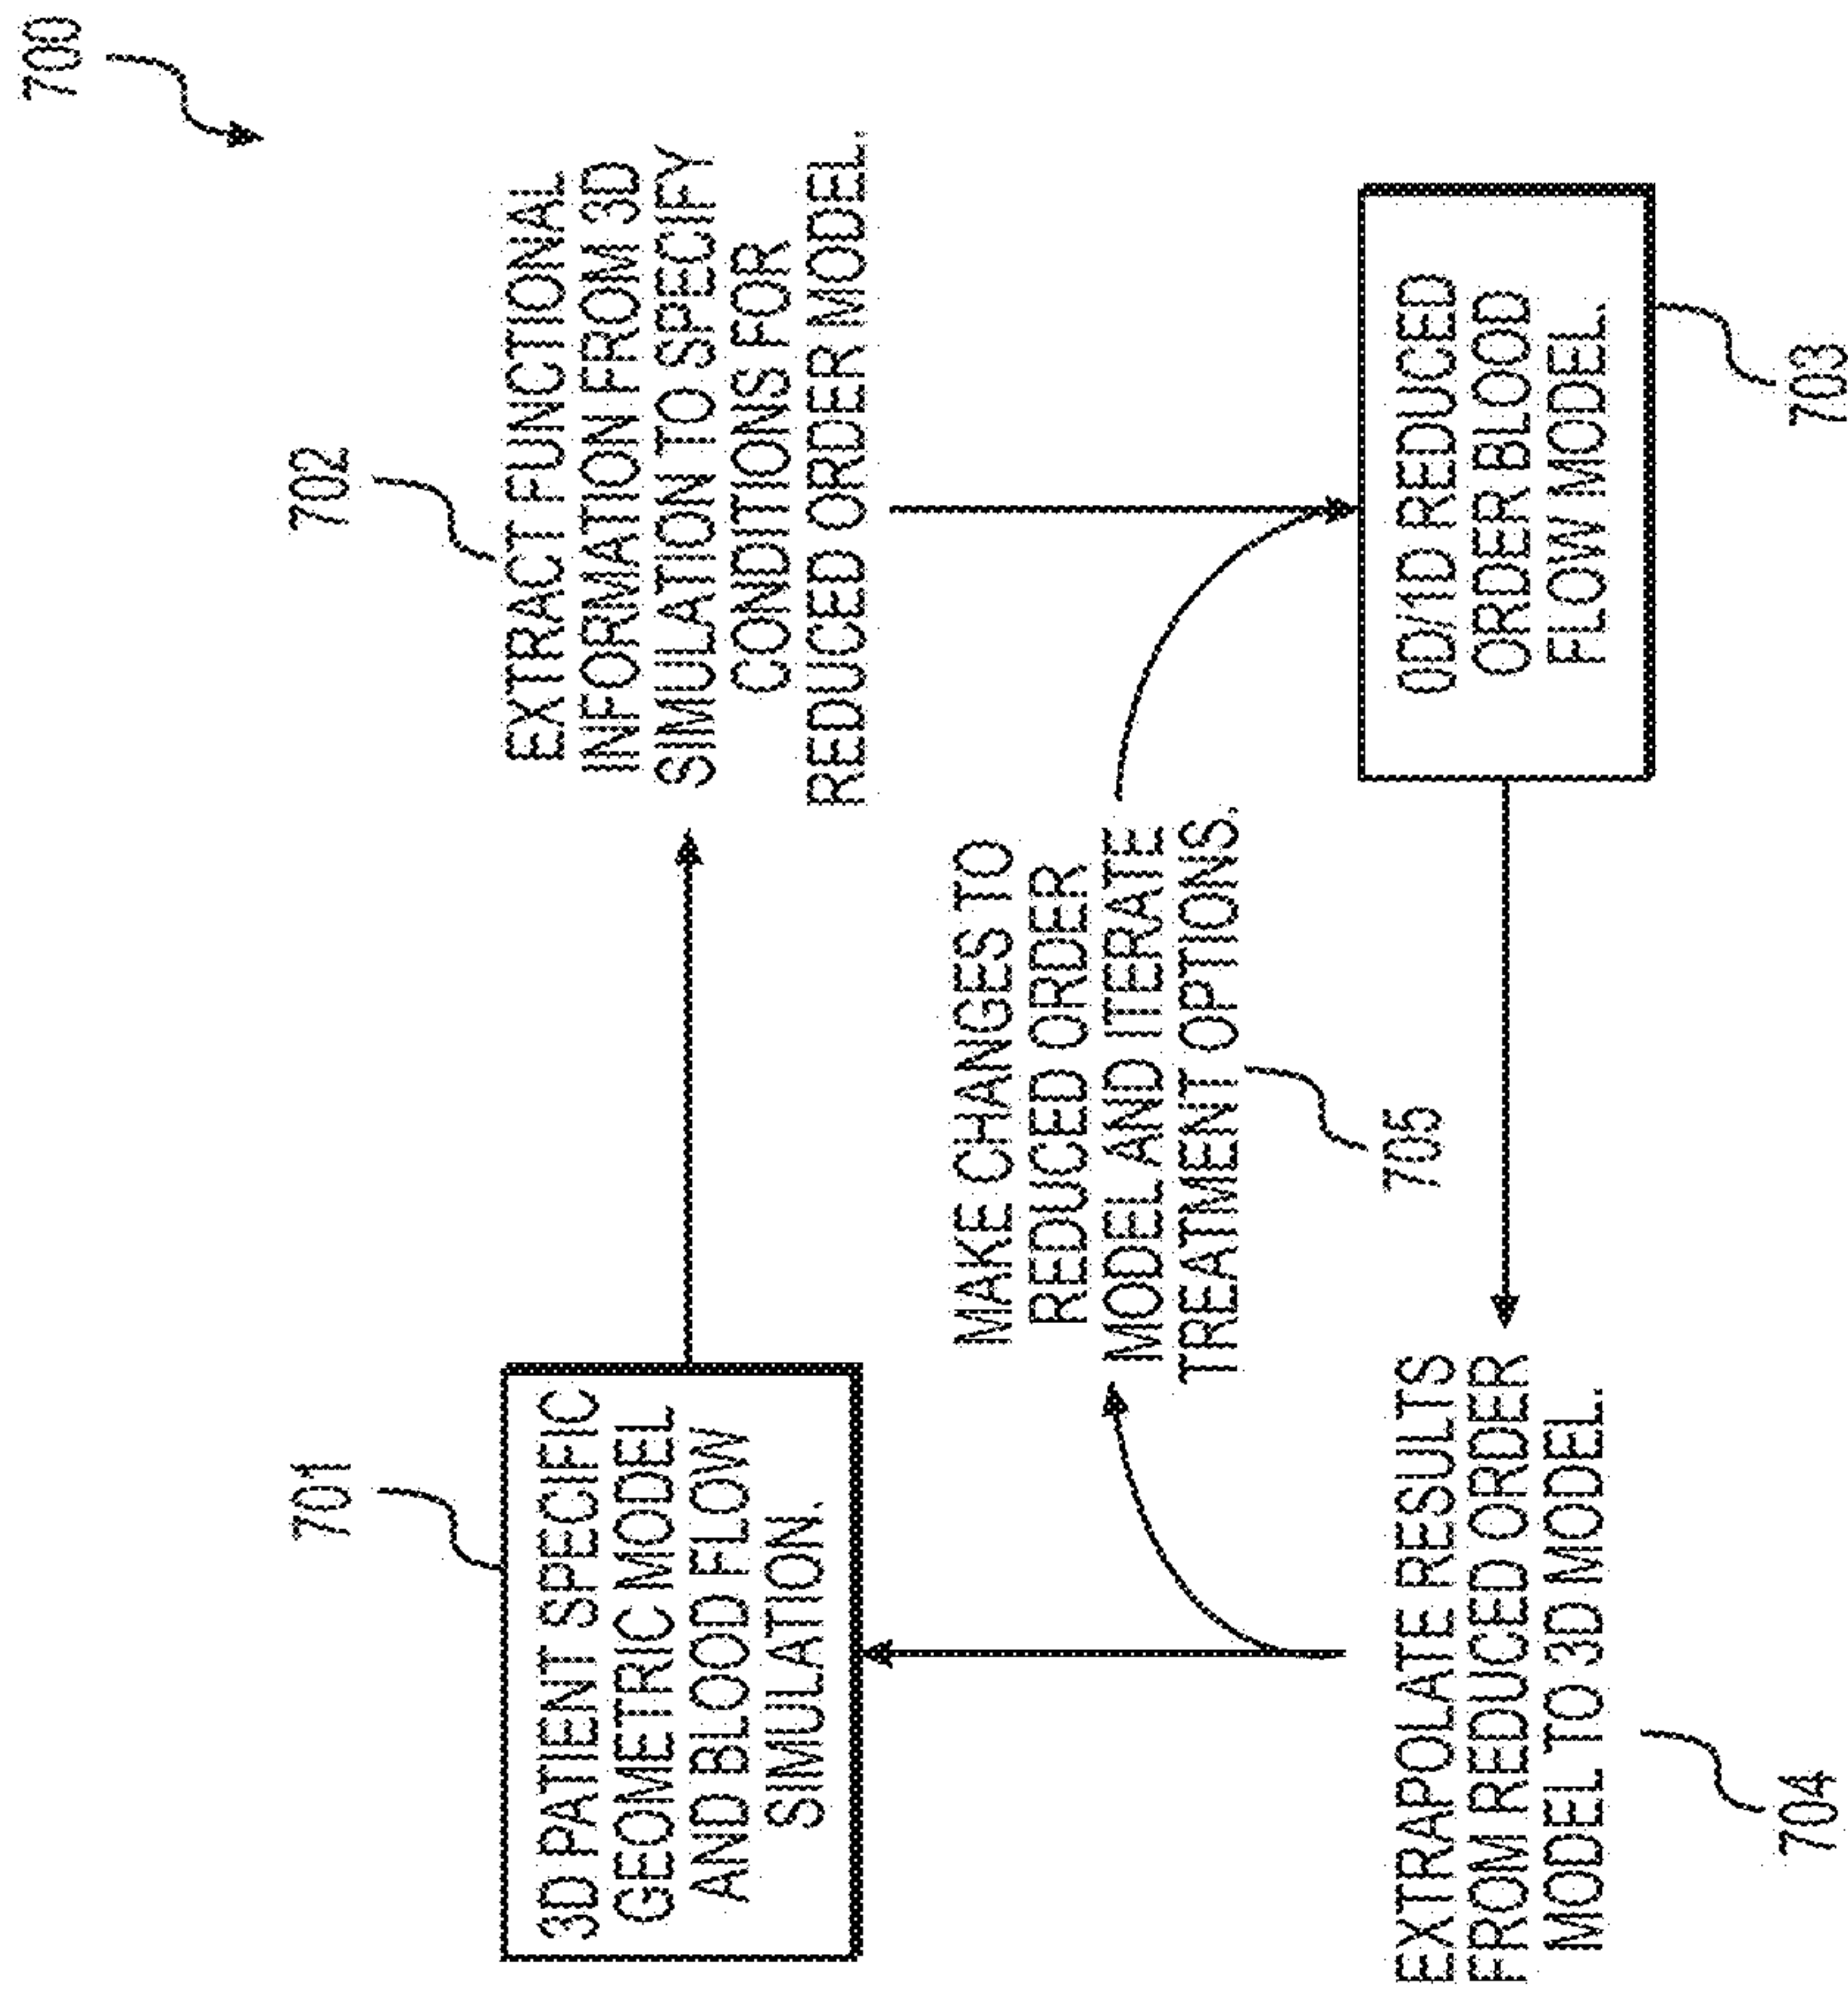 700
701
3D PATIENT SPECIFIC
GEOMETRIC MODEL
AND BLOOD FLOW
SIMULATION.
702
EXTRACT FUNCTIONAL
INFORMATION FROM 3D
SIMULATION TO SPECIFY
CONDITIONS FOR
REDUCED ORDER MODEL.
MAKE CHANGES TO
REDUCED ORDER
MODEL AND ITERATE
TREATMENT OPTIONS.
705
EXTRAPOLATE RESULTS
FROM REDUCED ORDER
MODEL TO 3D MODEL.
704
0D/1D REDUCED
ORDER BLOOD
FLOW MODEL.
703